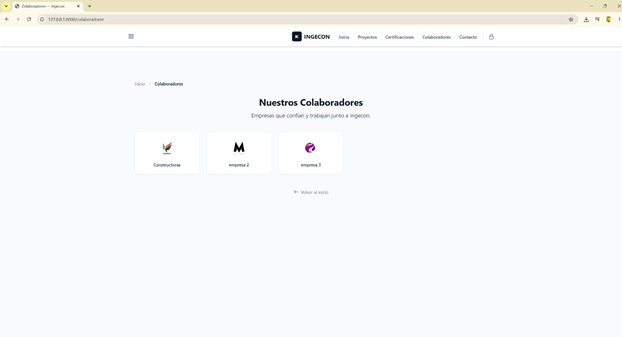 Colaboradores — Ingecon
127.0.0.1:8000/colaboradores
INGECON Inicio Proyectos Certificaciones Colaboradores Contacto
Inicio > Colaboradores
Nuestros Colaboradores
Empresas que confían y trabajan junto a Ingecon.
Constructoras empresa 2 empresa 3
← Volver al inicio